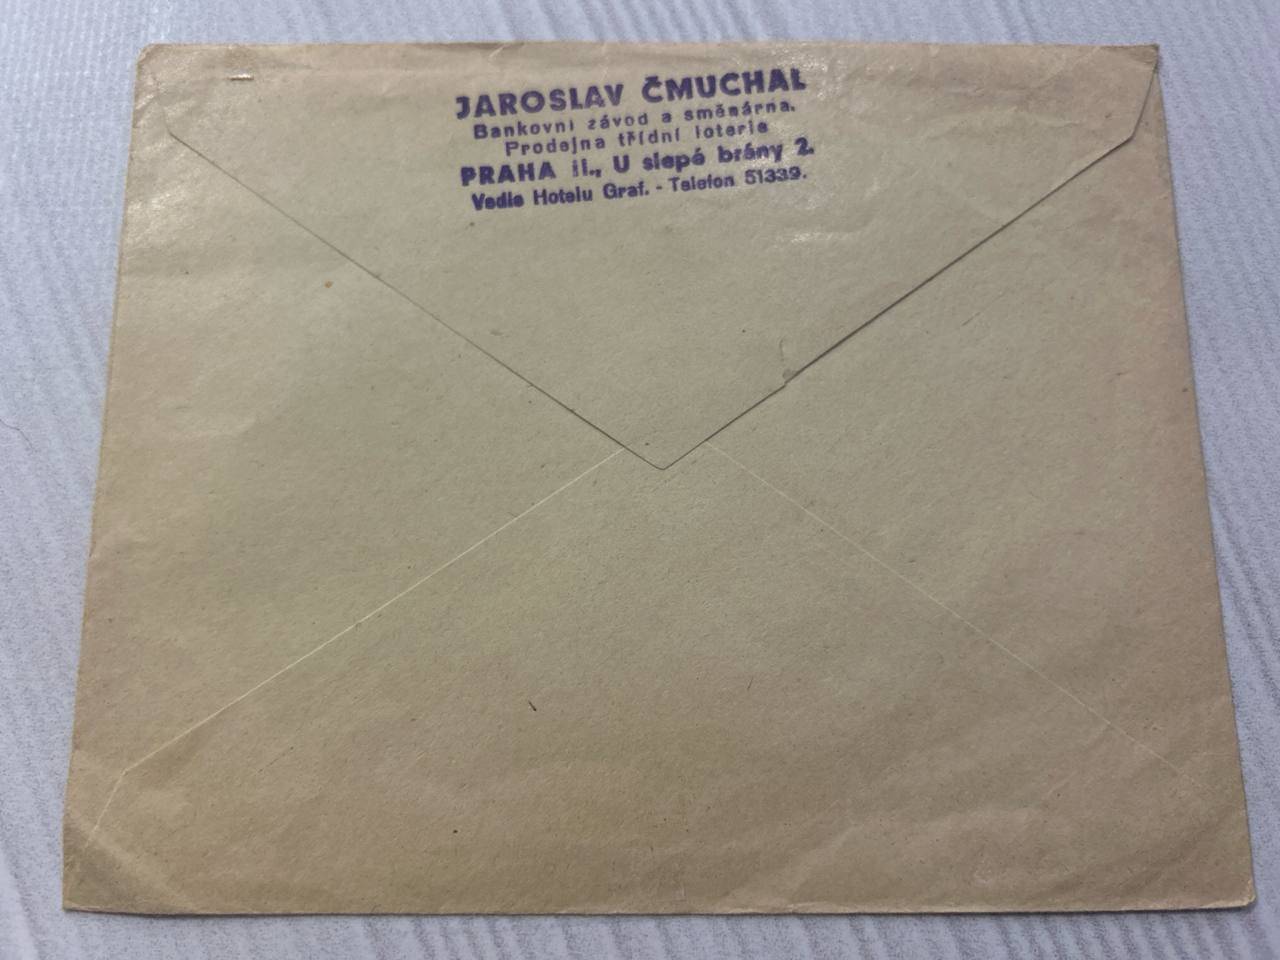 JAROSLAV ČMUCHAL
Bankovní závod a směnárna.
Prodejna třídní loterie
PRAHA II., U slepé brány 2.
Vedle Hotelu Graf. - Telefon 51339.